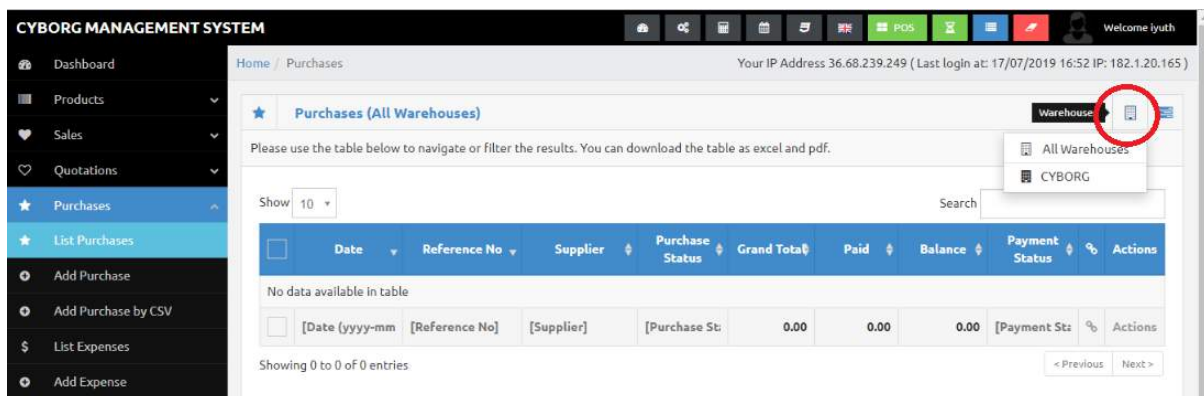 CYBORG MANAGEMENT SYSTEM
POS
Welcome iyuth
Dashboard
Products
Sales
Quotations
Purchases
List Purchases
Add Purchase
Add Purchase by CSV
List Expenses
Add Expense
Home / Purchases
Your IP Address 36.68.239.249 ( Last login at: 17/07/2019 16:52 IP: 182.1.20.165 )
Purchases (All Warehouses)
Warehouse
Please use the table below to navigate or filter the results. You can download the table as excel and pdf.
All Warehouses
CYBORG
Show 10
Search
Date Reference No Supplier Purchase Status Grand Total Paid Balance Payment Status Actions
No data available in table
[Date (yyyy-mm [Reference No] [Supplier] [Purchase St 0.00 0.00 0.00 [Payment Sta Actions
Showing 0 to 0 of 0 entries
< Previous Next >